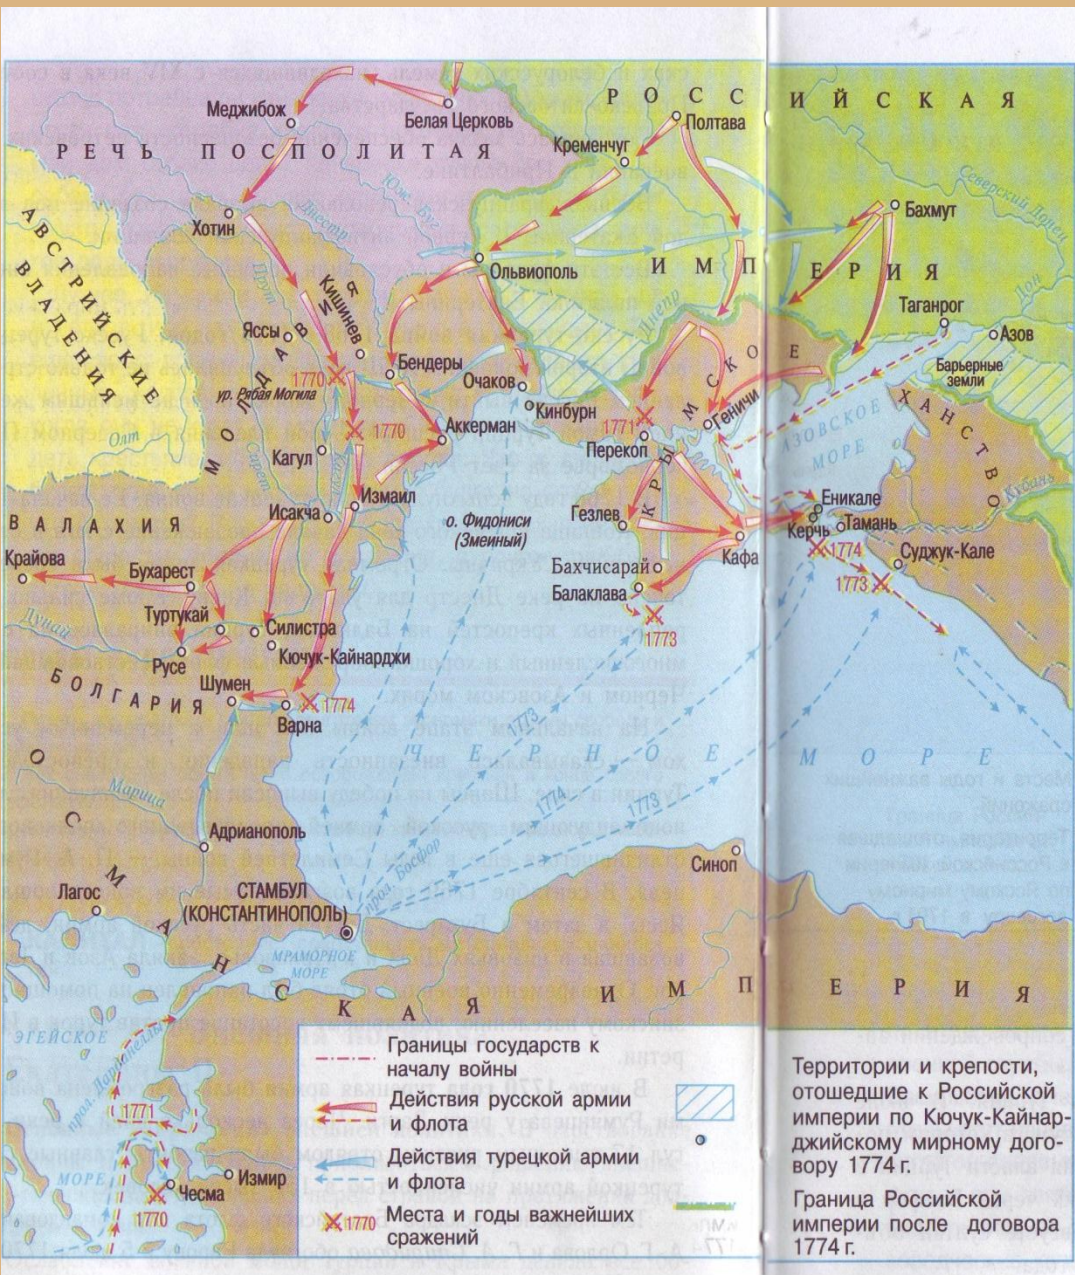 РОССИЙСКАЯ
ИМПЕРИЯ
РЕЧЬ ПОСПОЛИТАЯ
Меджибож
Белая Церковь
Полтава
Кременчуг
Бахмут
Северский Донец
Юж. Буг
Днестр
Хотин
АВСТРИЙСКИЕ
ВЛАДЕНИЯ
Ольвиополь
Днепр
Дон
Таганрог
Азов
Барьерные
земли
МОЛДАВИЯ
Прут
Кишинев
Яссы
Бендеры
1770
ур. Рябая Могила
Очаков
Кинбурн
1771
Перекоп
Геничи
КРЫМСКОЕ
ХАНСТВО
АЗОВСКОЕ
МОРЕ
Олт
1770
Аккерман
Кагул
Сирет
Измаил
Исакча
Гезлев
Еникале
Керчь
Тамань
Кубань
1774
Суджук-Кале
1773
Кафа
о. Фидониси
(Змеиный)
Бахчисарай
Балаклава
1773
ВАЛАХИЯ
Крайова
Бухарест
Туртукай
Силистра
Дунай
Русе
Кючук-Кайнарджи
БОЛГАРИЯ
Шумен
1774
Варна
ЧЕРНОЕ МОРЕ
1773
1774
1773
Марица
Адрианополь
прол. Босфор
Синоп
Лагос
СТАМБУЛ
(КОНСТАНТИНОПОЛЬ)
МРАМОРНОЕ
МОРЕ
ОСМАНСКАЯ ИМПЕРИЯ
ЭГЕЙСКОЕ
МОРЕ
прол. Дарданеллы
1771
Измир
Чесма
1770
Границы государств к
началу войны
Действия русской армии
и флота
Действия турецкой армии
и флота
1770
Места и годы важнейших
сражений
Территории и крепости,
отошедшие к Российской
империи по Кючук-Кайнар-
джийскому мирному дого-
вору 1774 г.
Граница Российской
империи после договора
1774 г.